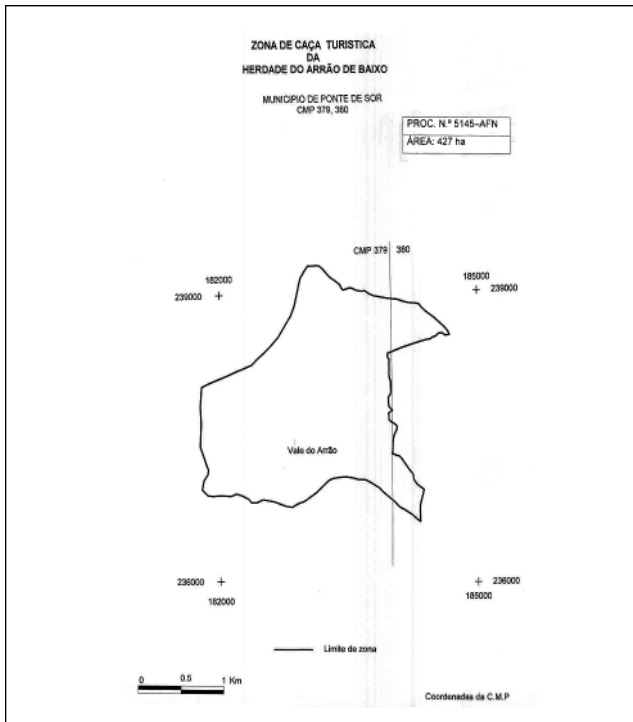 ZONA DE CAÇA TURISTICA
DA
HERDADE DO ARRÃO DE BAIXO
MUNICIPIO DE PONTE DE SOR
CMP 379, 380
PROC. N.º 5145-AFN
ÁREA: 427 ha
CMP 379 380
182000
239000
185000
239000
Vale do Arrão
236000
182000
236000
185000
Limite de zona
0 0.5 1 Km
Coordenadas da C.M.P